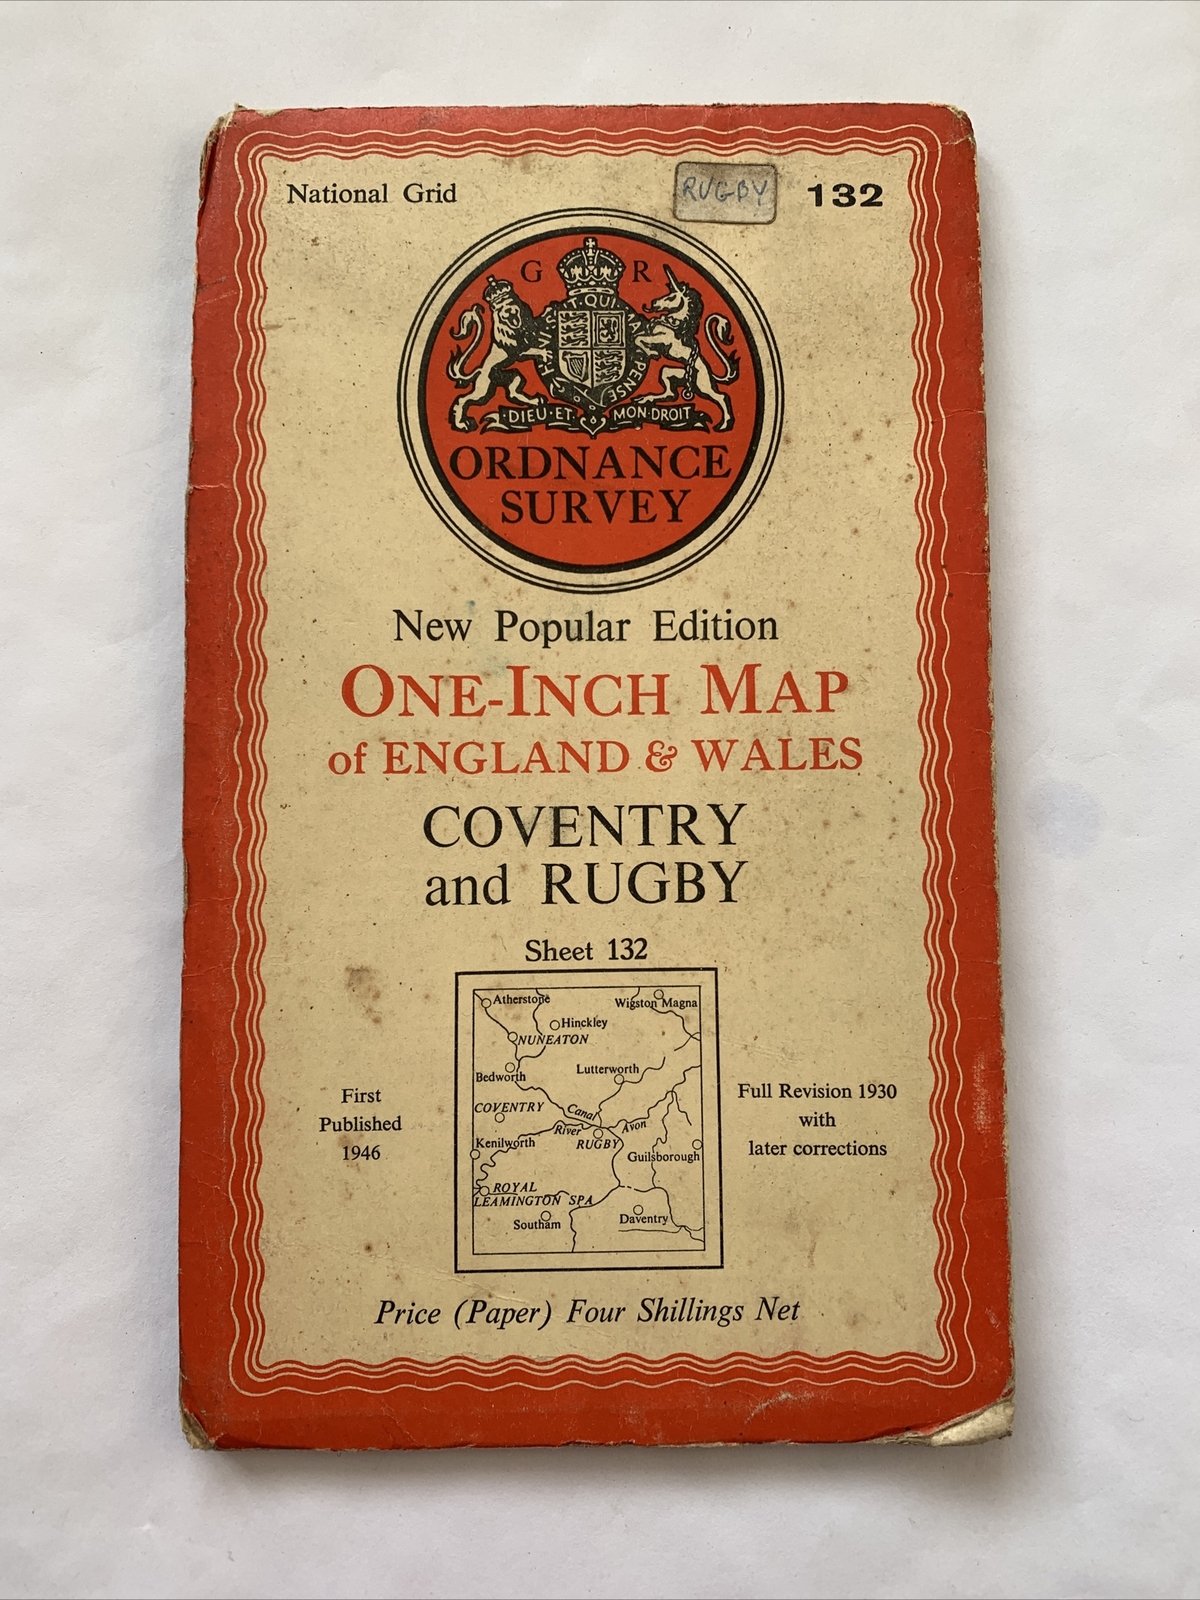 National Grid
RUGBY
132
G R
HONI SOIT QUI MAL Y PENSE
DIEU·ET·MON·DROIT
ORDNANCE
SURVEY
New Popular Edition
ONE-INCH MAP
of ENGLAND & WALES
COVENTRY
and RUGBY
Sheet 132
Atherstone
Wigston Magna
Hinckley
NUNEATON
Bedworth
Lutterworth
COVENTRY
Canal
River
Avon
Kenilworth
RUGBY
Guilsborough
ROYAL
LEAMINGTON SPA
Southam
Daventry
First
Published
1946
Full Revision 1930
with
later corrections
Price (Paper) Four Shillings Net